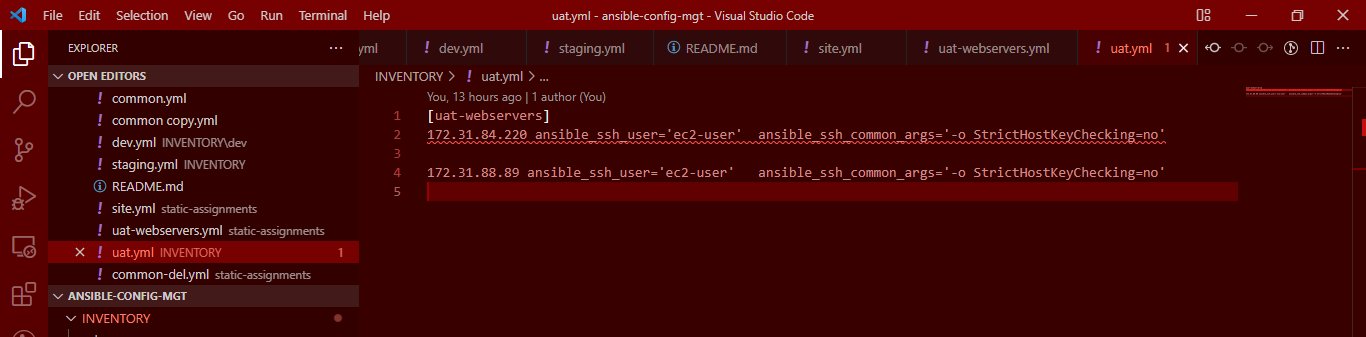 File Edit Selection View Go Run Terminal Help uat.yml - ansible-config-mgt - Visual Studio Code
EXPLORER
yml dev.yml staging.yml README.md site.yml uat-webservers.yml uat.yml 1
OPEN EDITORS
common.yml
common copy.yml
dev.yml INVENTORY\dev
staging.yml INVENTORY
README.md
site.yml static-assignments
uat-webservers.yml static-assignments
uat.yml INVENTORY 1
common-del.yml static-assignments
ANSIBLE-CONFIG-MGT
INVENTORY
INVENTORY > uat.yml > ...
You, 13 hours ago | 1 author (You)
1 [uat-webservers]
2 172.31.84.220 ansible_ssh_user='ec2-user'  ansible_ssh_common_args='-o StrictHostKeyChecking=no'
3
4 172.31.88.89 ansible_ssh_user='ec2-user'   ansible_ssh_common_args='-o StrictHostKeyChecking=no'
5